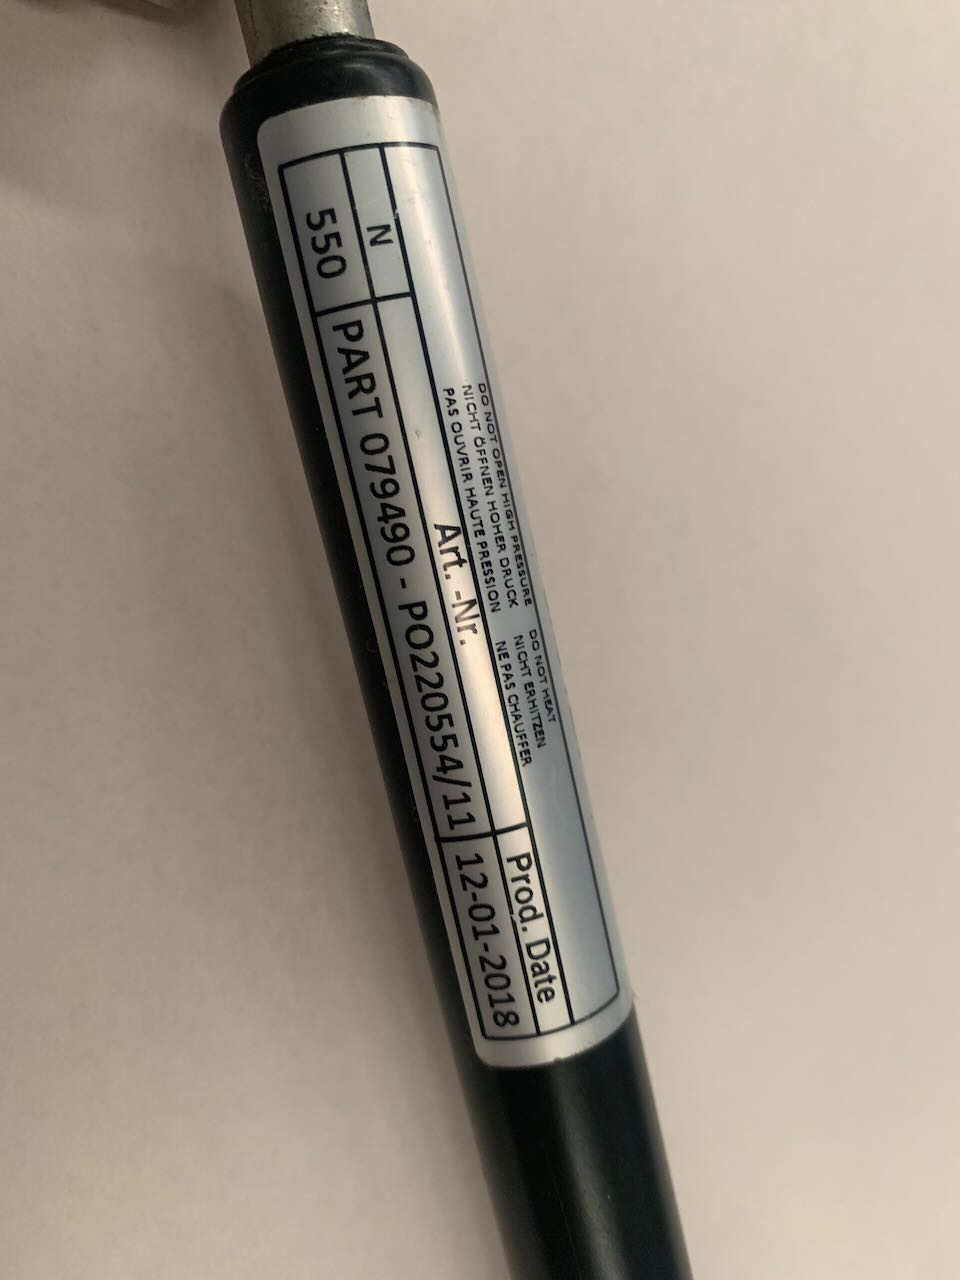 DO NOT OPEN HIGH PRESSURE
NICHT ÖFFNEN HOHER DRUCK
PAS OUVRIR HAUTE PRESSION
DO NOT HEAT
NICHT ERHITZEN
NE PAS CHAUFFER
N
Art. -Nr.
Prod. Date
550
PART 079490 - PO220554/11
12-01-2018